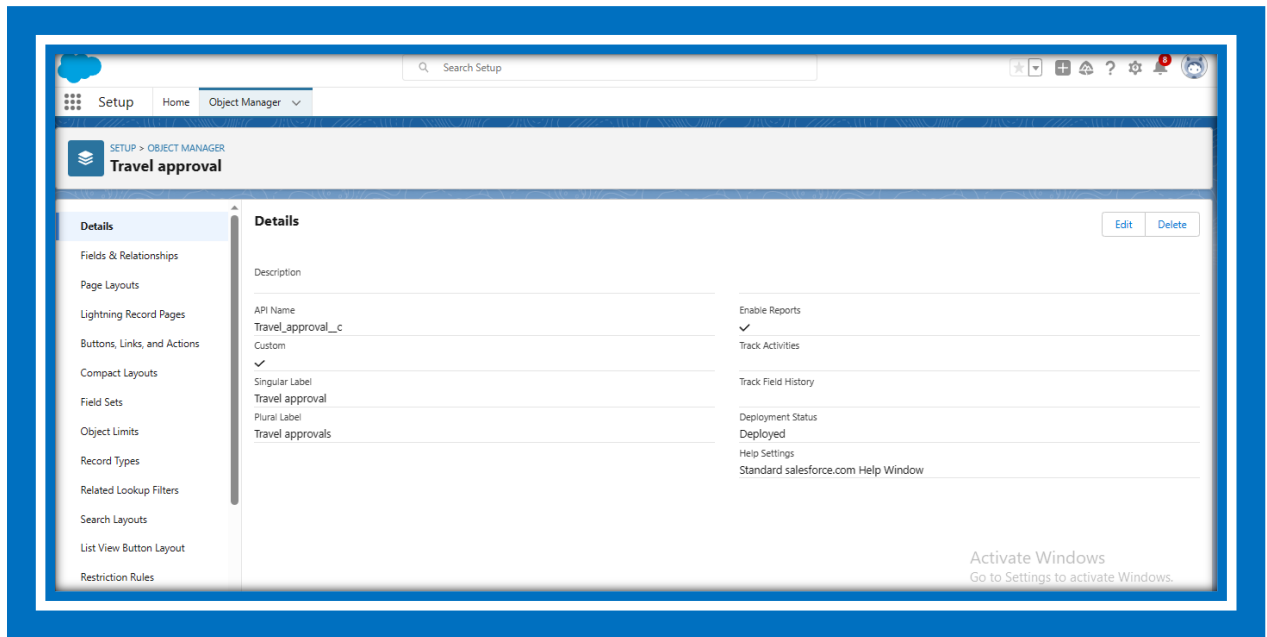 Search Setup
8
Setup Home Object Manager
SETUP > OBJECT MANAGER
Travel approval
Details
Fields & Relationships
Page Layouts
Lightning Record Pages
Buttons, Links, and Actions
Compact Layouts
Field Sets
Object Limits
Record Types
Related Lookup Filters
Search Layouts
List View Button Layout
Restriction Rules
Details
Edit Delete
Description
API Name
Travel_approval__c
Custom
Singular Label
Travel approval
Plural Label
Travel approvals
Enable Reports
Track Activities
Track Field History
Deployment Status
Deployed
Help Settings
Standard salesforce.com Help Window
Activate Windows
Go to Settings to activate Windows.